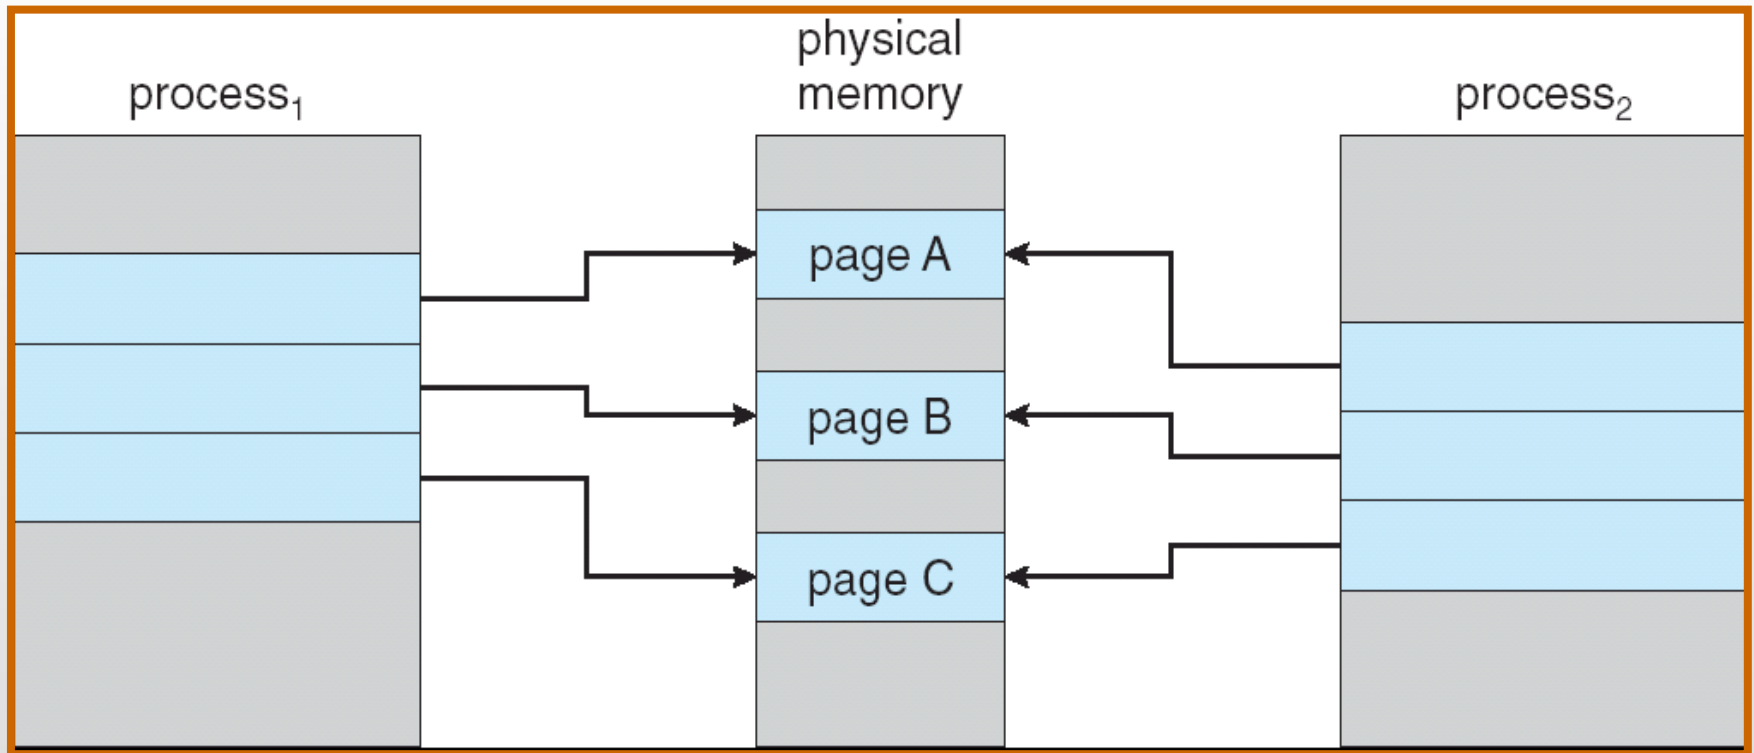 process₁
physical
memory
process₂
page A
page B
page C